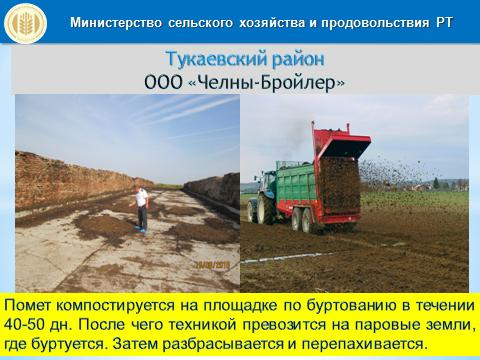 Министерство сельского хозяйства и продовольствия РТ
Тукаевский район
ООО «Челны-Бройлер»
Помет компостируется на площадке по буртованию в течении
40-50 дн. После чего техникой превозится на паровые земли,
где буртуется. Затем разбрасывается и перепахивается.